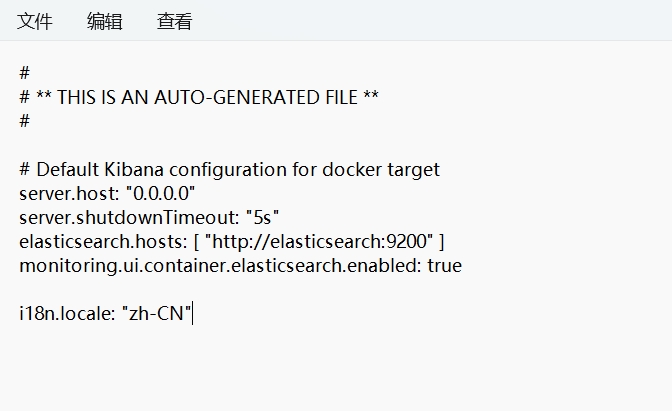 文件 编辑 查看
#
# ** THIS IS AN AUTO-GENERATED FILE **
#
# Default Kibana configuration for docker target
server.host: "0.0.0.0"
server.shutdownTimeout: "5s"
elasticsearch.hosts: [ "http://elasticsearch:9200" ]
monitoring.ui.container.elasticsearch.enabled: true
i18n.locale: "zh-CN"